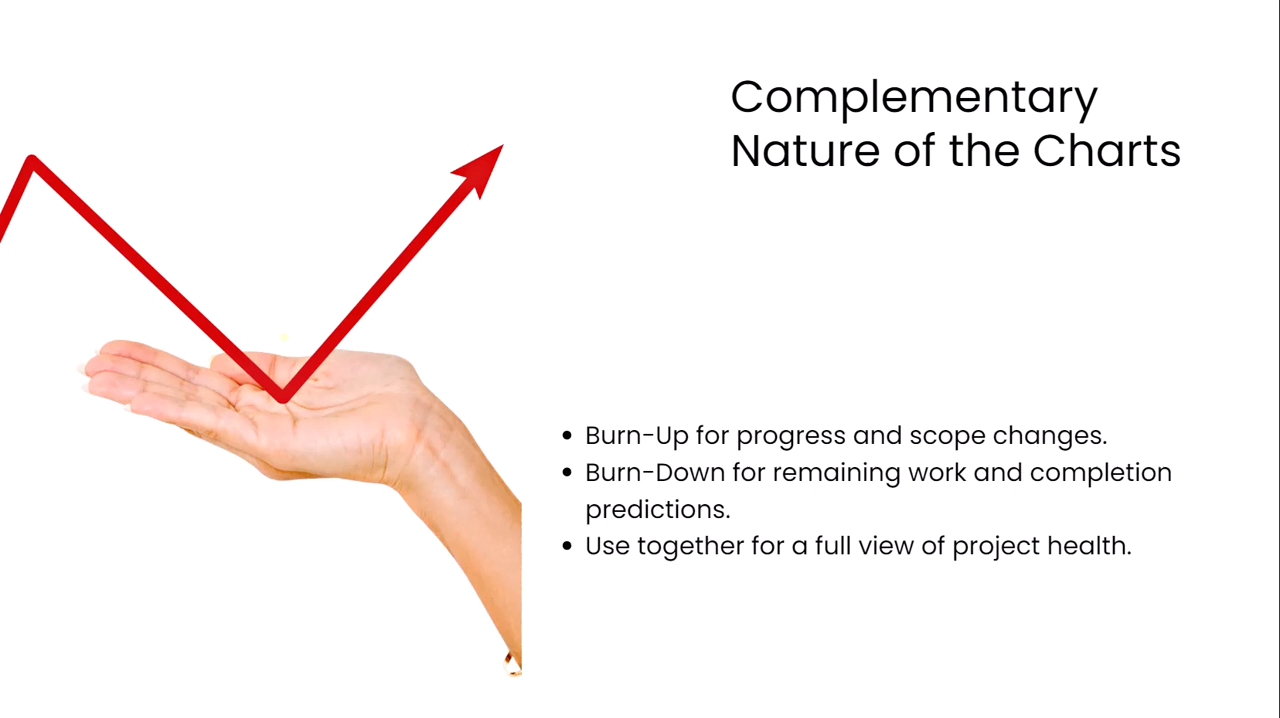 Complementary
Nature of the Charts
• Burn-Up for progress and scope changes.
• Burn-Down for remaining work and completion
predictions.
• Use together for a full view of project health.